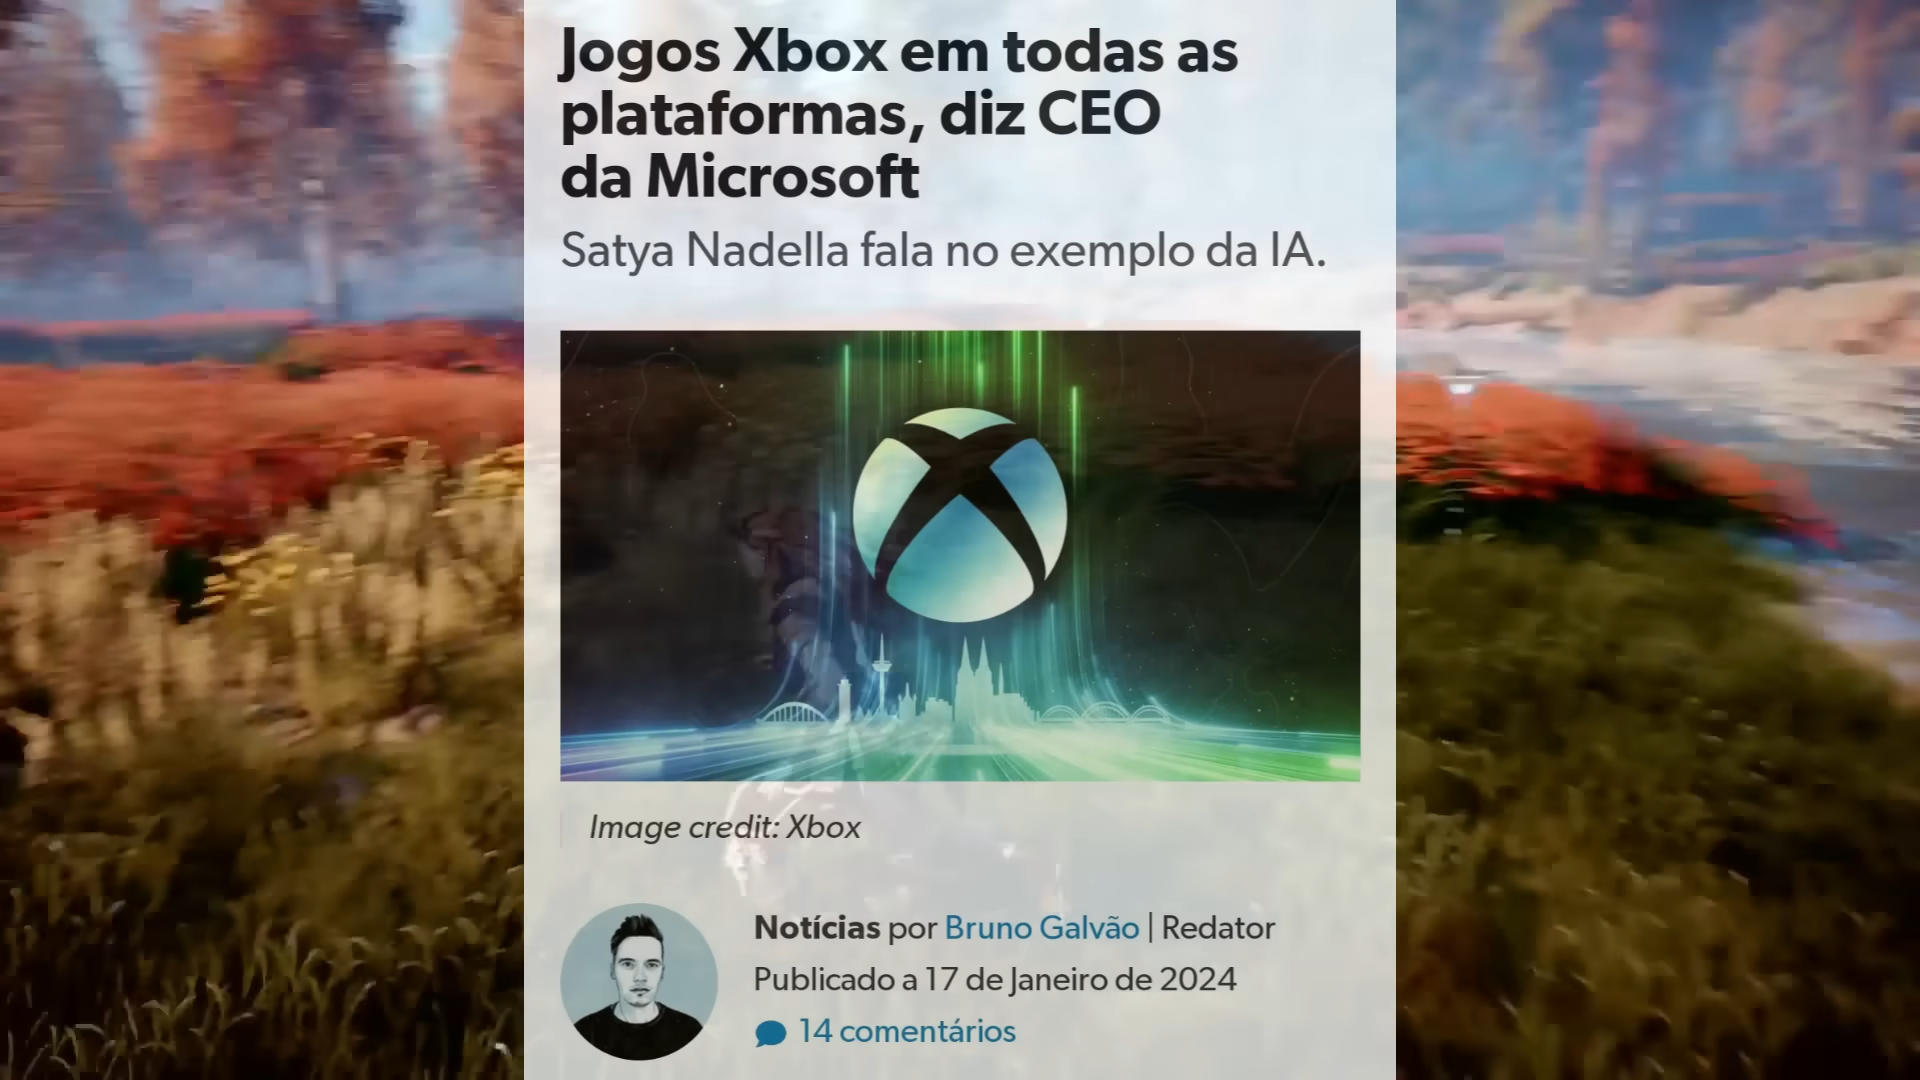 Jogos Xbox em todas as
plataformas, diz CEO
da Microsoft
Satya Nadella fala no exemplo da IA.
Image credit: Xbox
Notícias por Bruno Galvão | Redator
Publicado a 17 de Janeiro de 2024
14 comentários